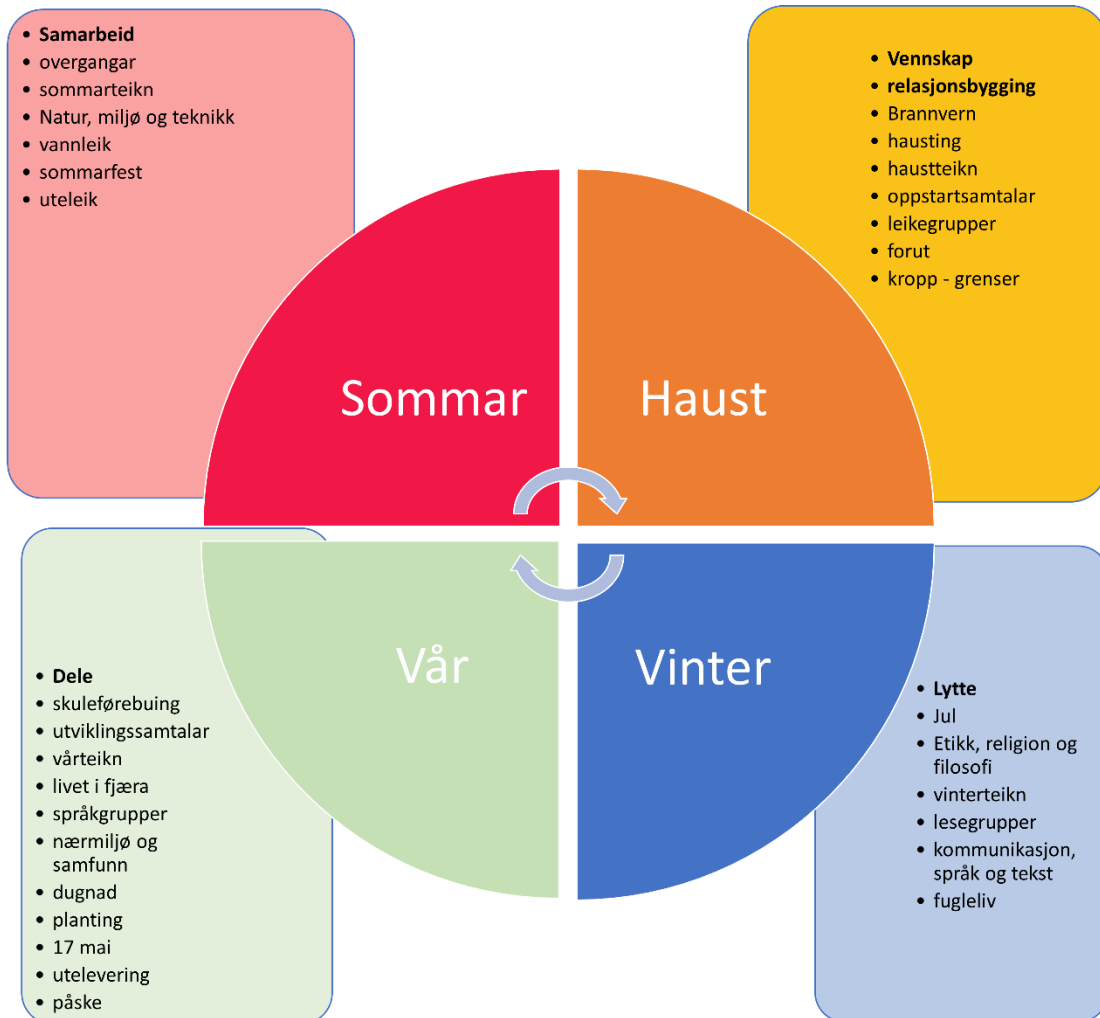 • Samarbeid
• overgangar
• sommarteikn
• Natur, miljø og teknikk
• vannleik
• sommarfest
• uteleik
• Vennskap
• relasjonsbygging
• Brannvern
• hausting
• haustteikn
• oppstartsamtalar
• leikegrupper
• forut
• kropp - grenser
Sommar
Haust
Vår
Vinter
• Dele
• skuleførebuing
• utviklingssamtalar
• vårteikn
• livet i fjæra
• språkgrupper
• nærmiljø og
samfunn
• dugnad
• planting
• 17 mai
• utelevering
• påske
• Lytte
• Jul
• Etikk, religion og
filosofi
• vinterteikn
• lesegrupper
• kommunikasjon,
språk og tekst
• fugleliv